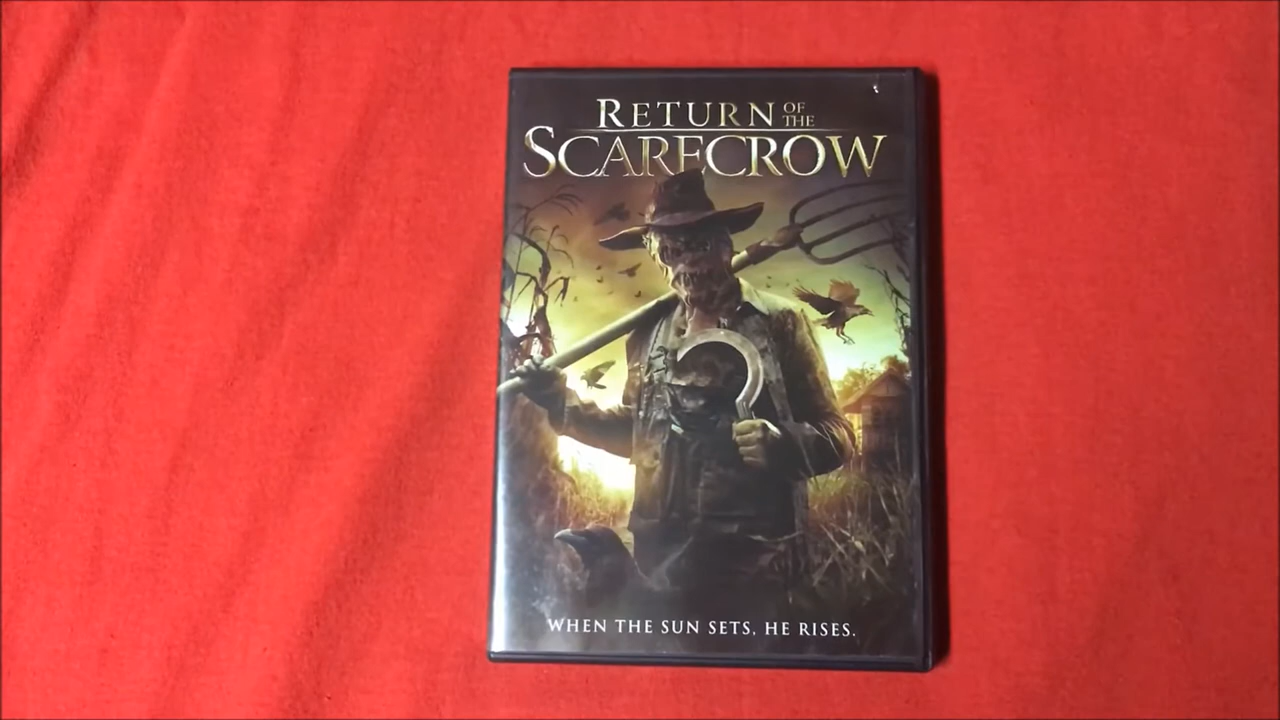 RETURN OF THE
SCARECROW
WHEN THE SUN SETS, HE RISES.